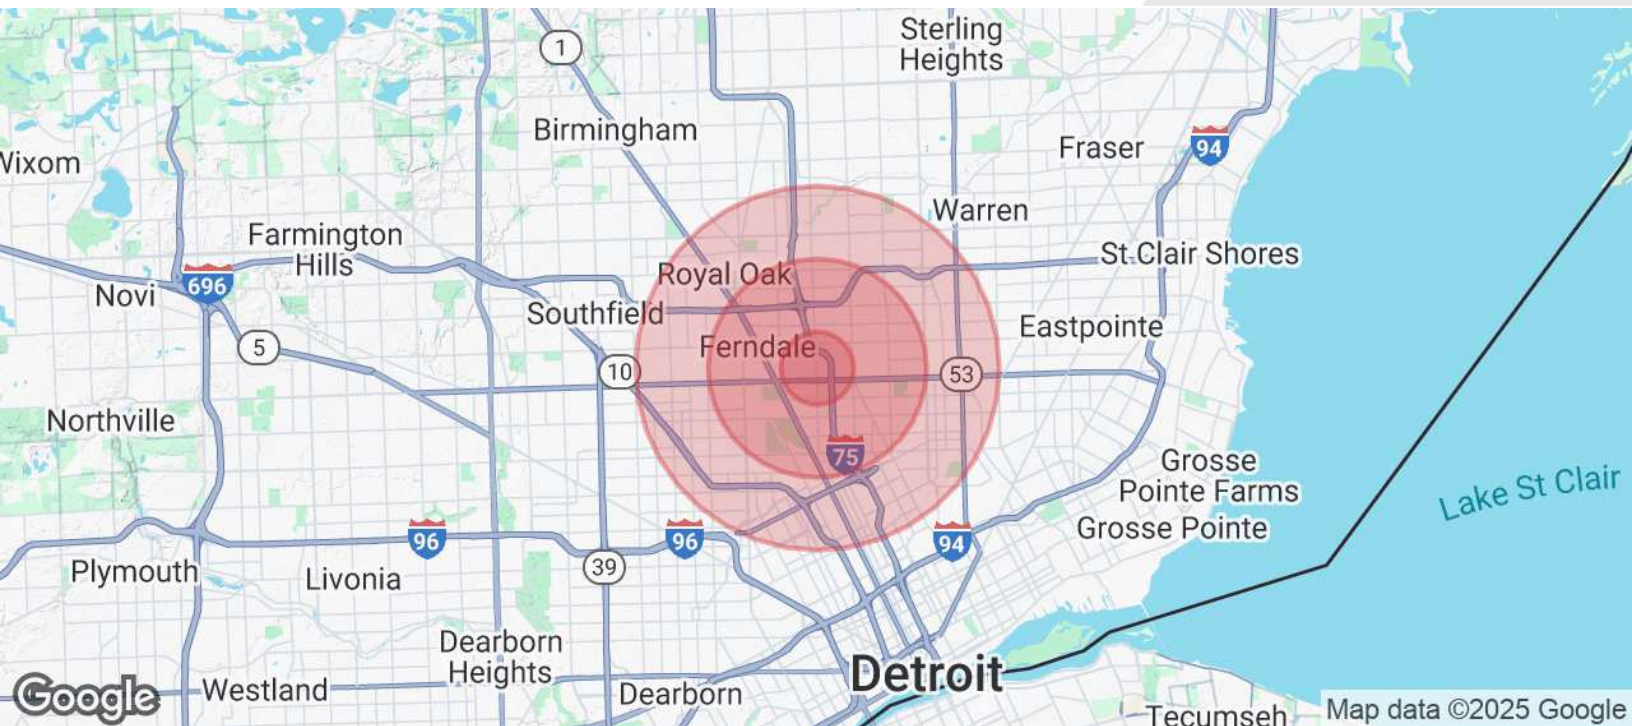 Sterling
Heights
1
Birmingham
Fraser
94
Wixom
Warren
Farmington
Hills
St Clair Shores
Royal Oak
696
Novi
Southfield
Eastpointe
Ferndale
5
10
53
Northville
75
Grosse
Pointe Farms
Lake St Clair
Grosse Pointe
96
96
94
Plymouth
Livonia
39
Dearborn
Heights
Detroit
Westland
Dearborn
Google
Tecumseh
Map data ©2025 Google